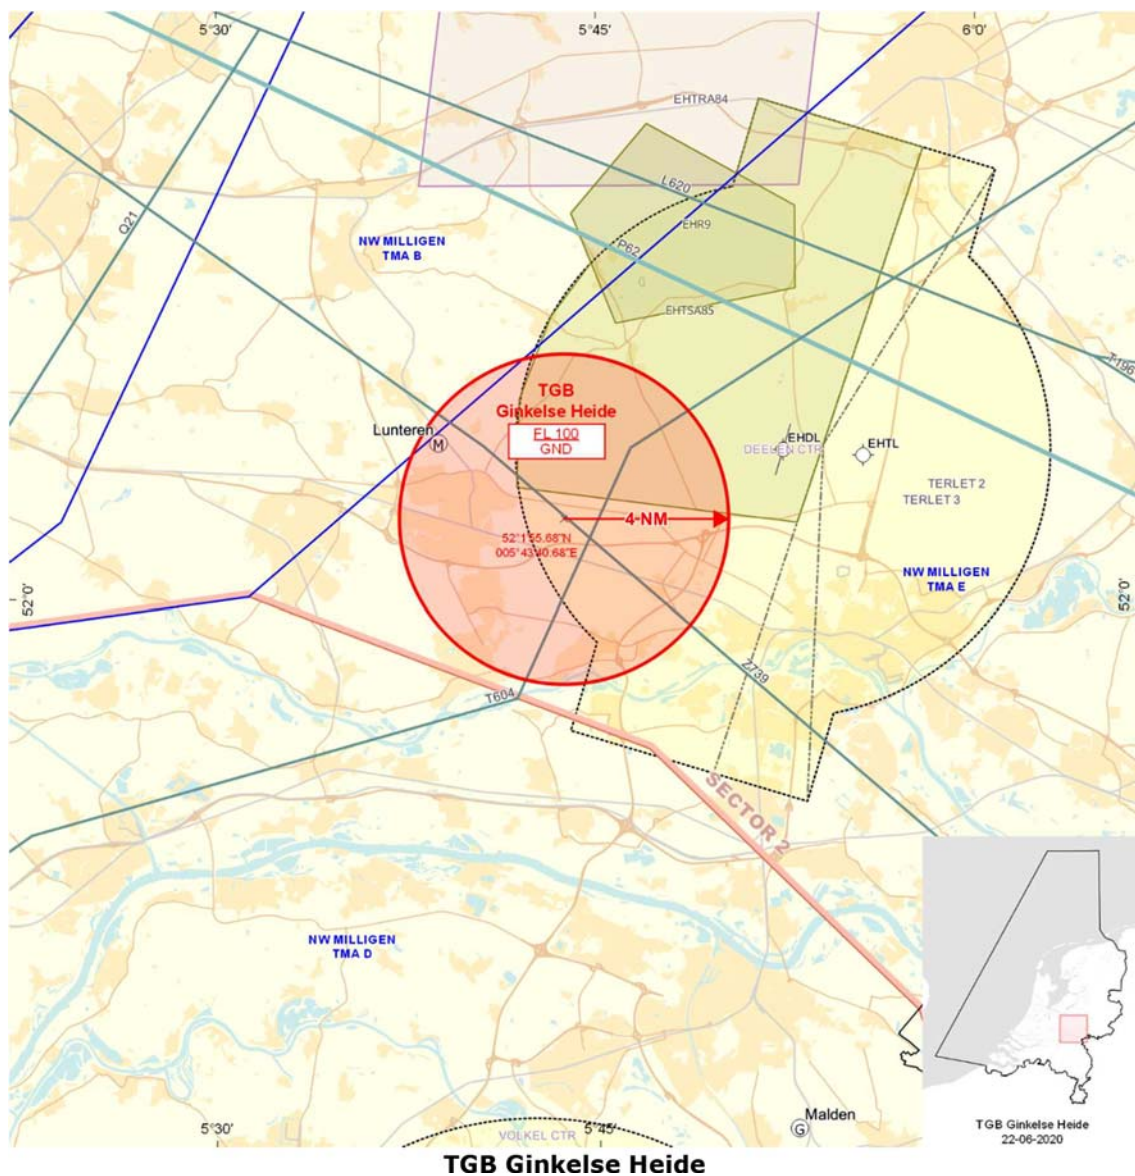 5°30'
5°45'
6°0'
EHTRA84
L620
Q21
EHR9
P62
NW MILLIGEN
TMA B
EHTSA85
T196
TGB
Ginkelse Heide
FL 100
GND
Lunteren
M
EHDL
DEELEN CTR
EHTL
TERLET 2
TERLET 3
4 NM
52°1'55.68"N
005°43'40.68"E
NW MILLIGEN
TMA E
52°0'
52°0'
Z739
T604
SECTOR 2
NW MILLIGEN
TMA D
Malden
G
5°30'
5°45'
VOLKEL CTR
TGB Ginkelse Heide
22-06-2020
TGB Ginkelse Heide